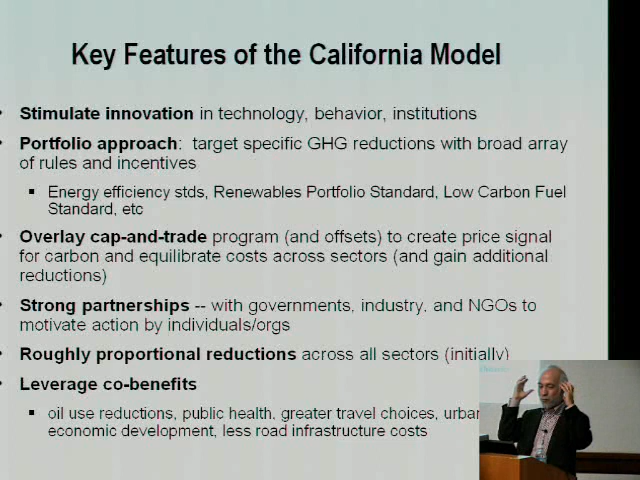 Key Features of the California Model
• Stimulate innovation in technology, behavior, institutions
• Portfolio approach: target specific GHG reductions with broad array
of rules and incentives
▪ Energy efficiency stds, Renewables Portfolio Standard, Low Carbon Fuel
Standard, etc
• Overlay cap-and-trade program (and offsets) to create price signal
for carbon and equilibrate costs across sectors (and gain additional
reductions)
• Strong partnerships -- with governments, industry, and NGOs to
motivate action by individuals/orgs
• Roughly proportional reductions across all sectors (initially)
• Leverage co-benefits
▪ oil use reductions, public health, greater travel choices, urban
economic development, less road infrastructure costs